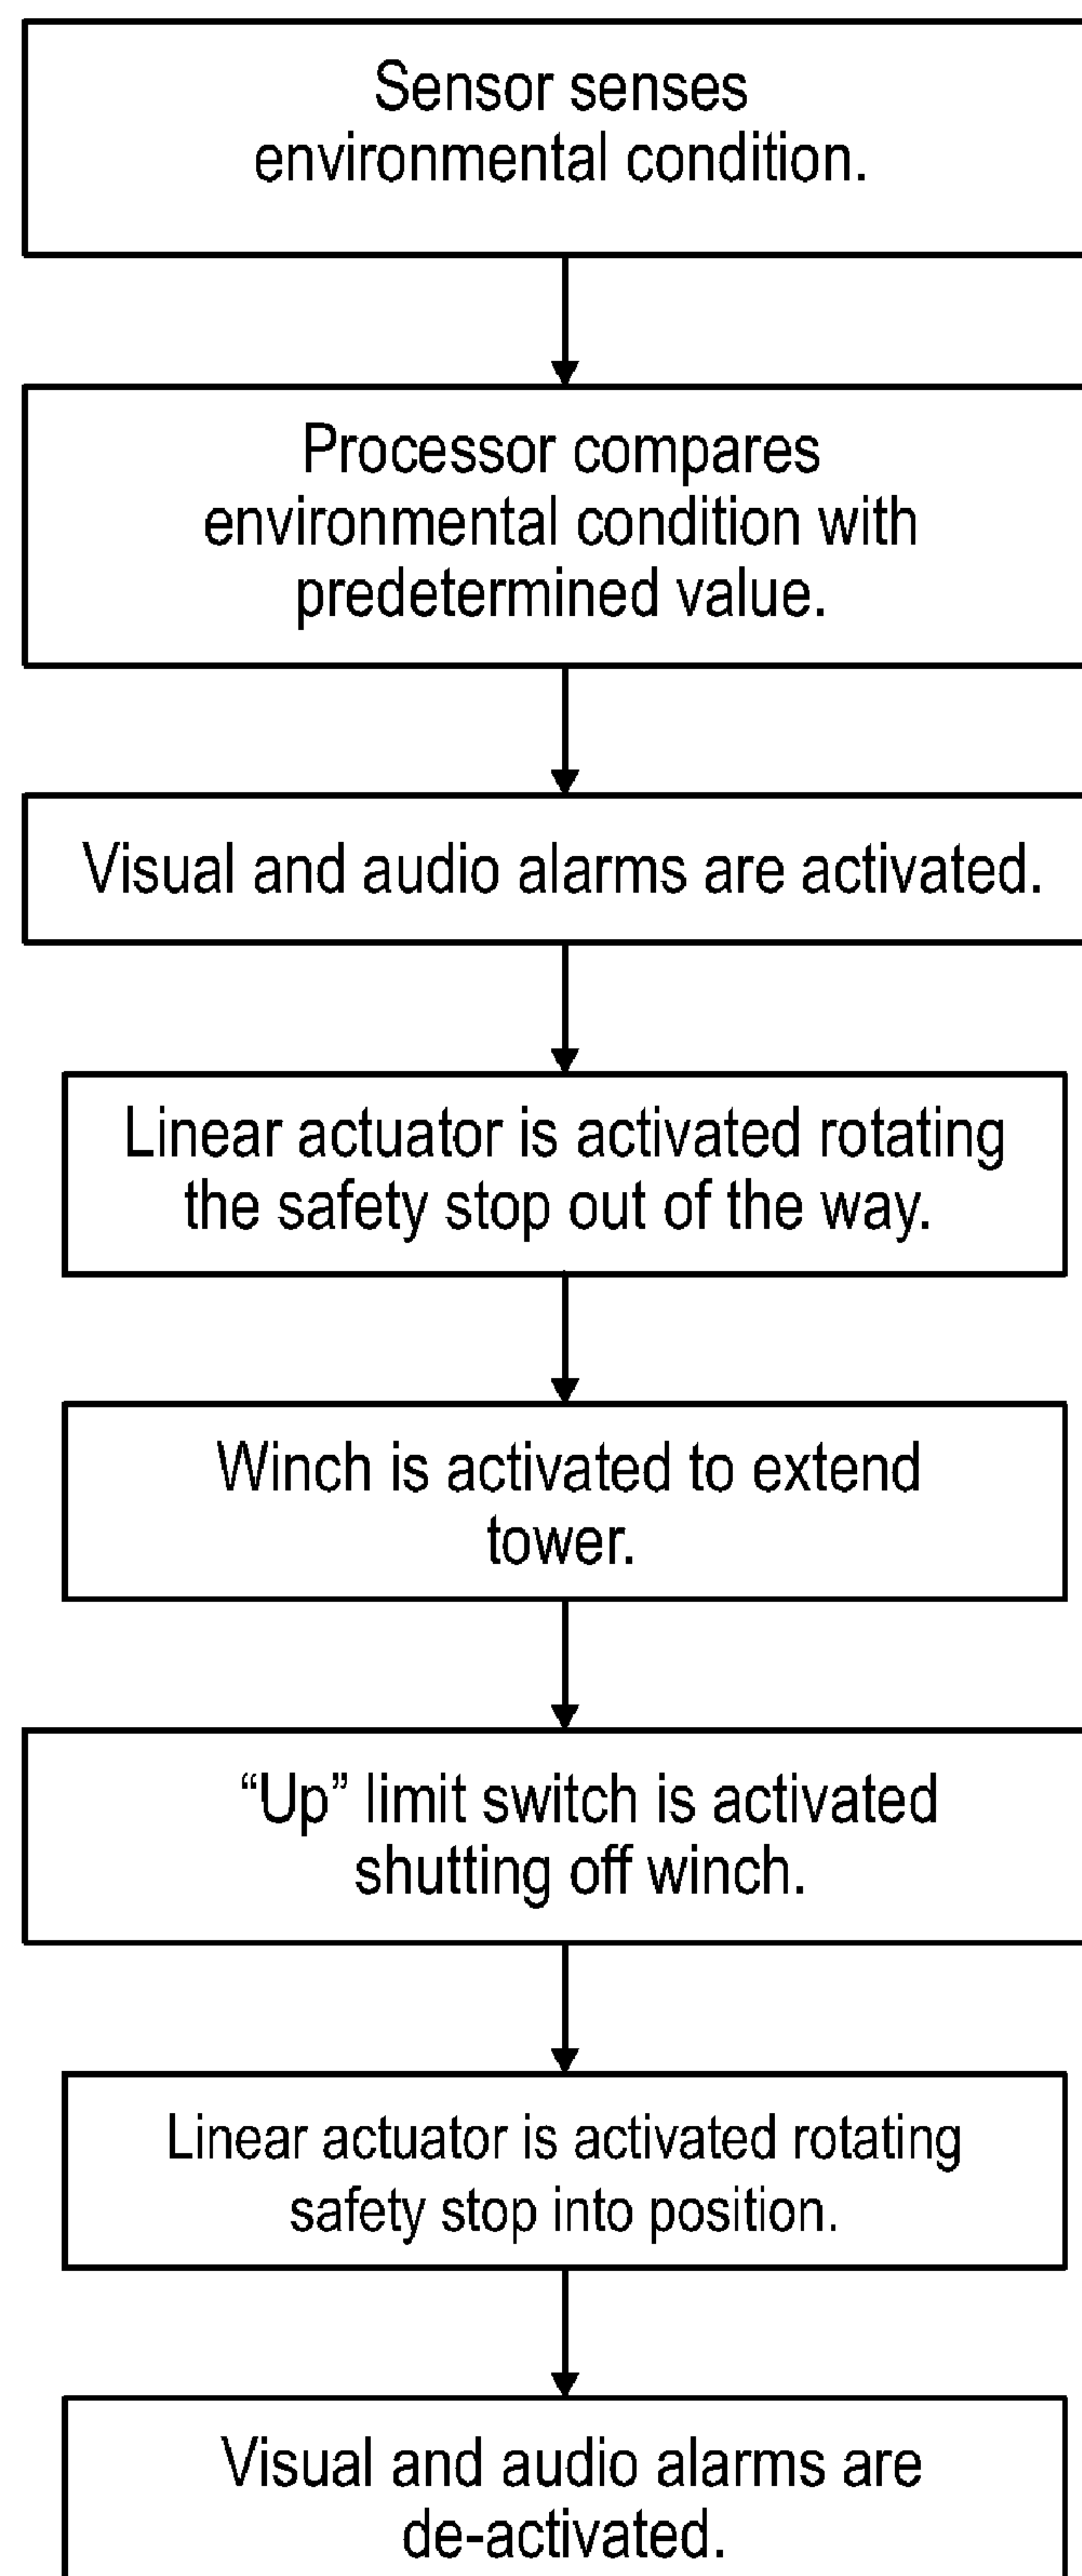 Sensor senses
environmental condition.
Processor compares
environmental condition with
predetermined value.
Visual and audio alarms are activated.
Linear actuator is activated rotating
the safety stop out of the way.
Winch is activated to extend
tower.
“Up” limit switch is activated
shutting off winch.
Linear actuator is activated rotating
safety stop into position.
Visual and audio alarms are
de-activated.